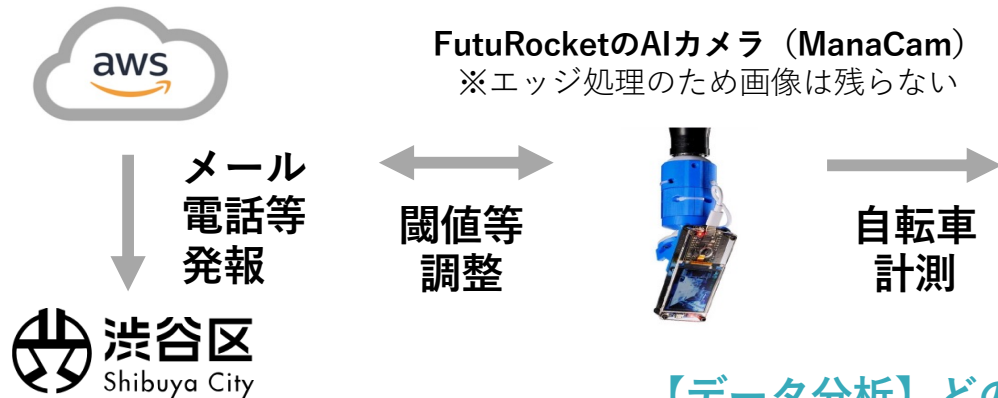 aws
FutuRocketのAIカメラ（ManaCam）
※エッジ処理のため画像は残らない
メール
電話等
発報
閾値等
調整
自転車
計測
渋谷区
Shibuya City
【データ分析】どの